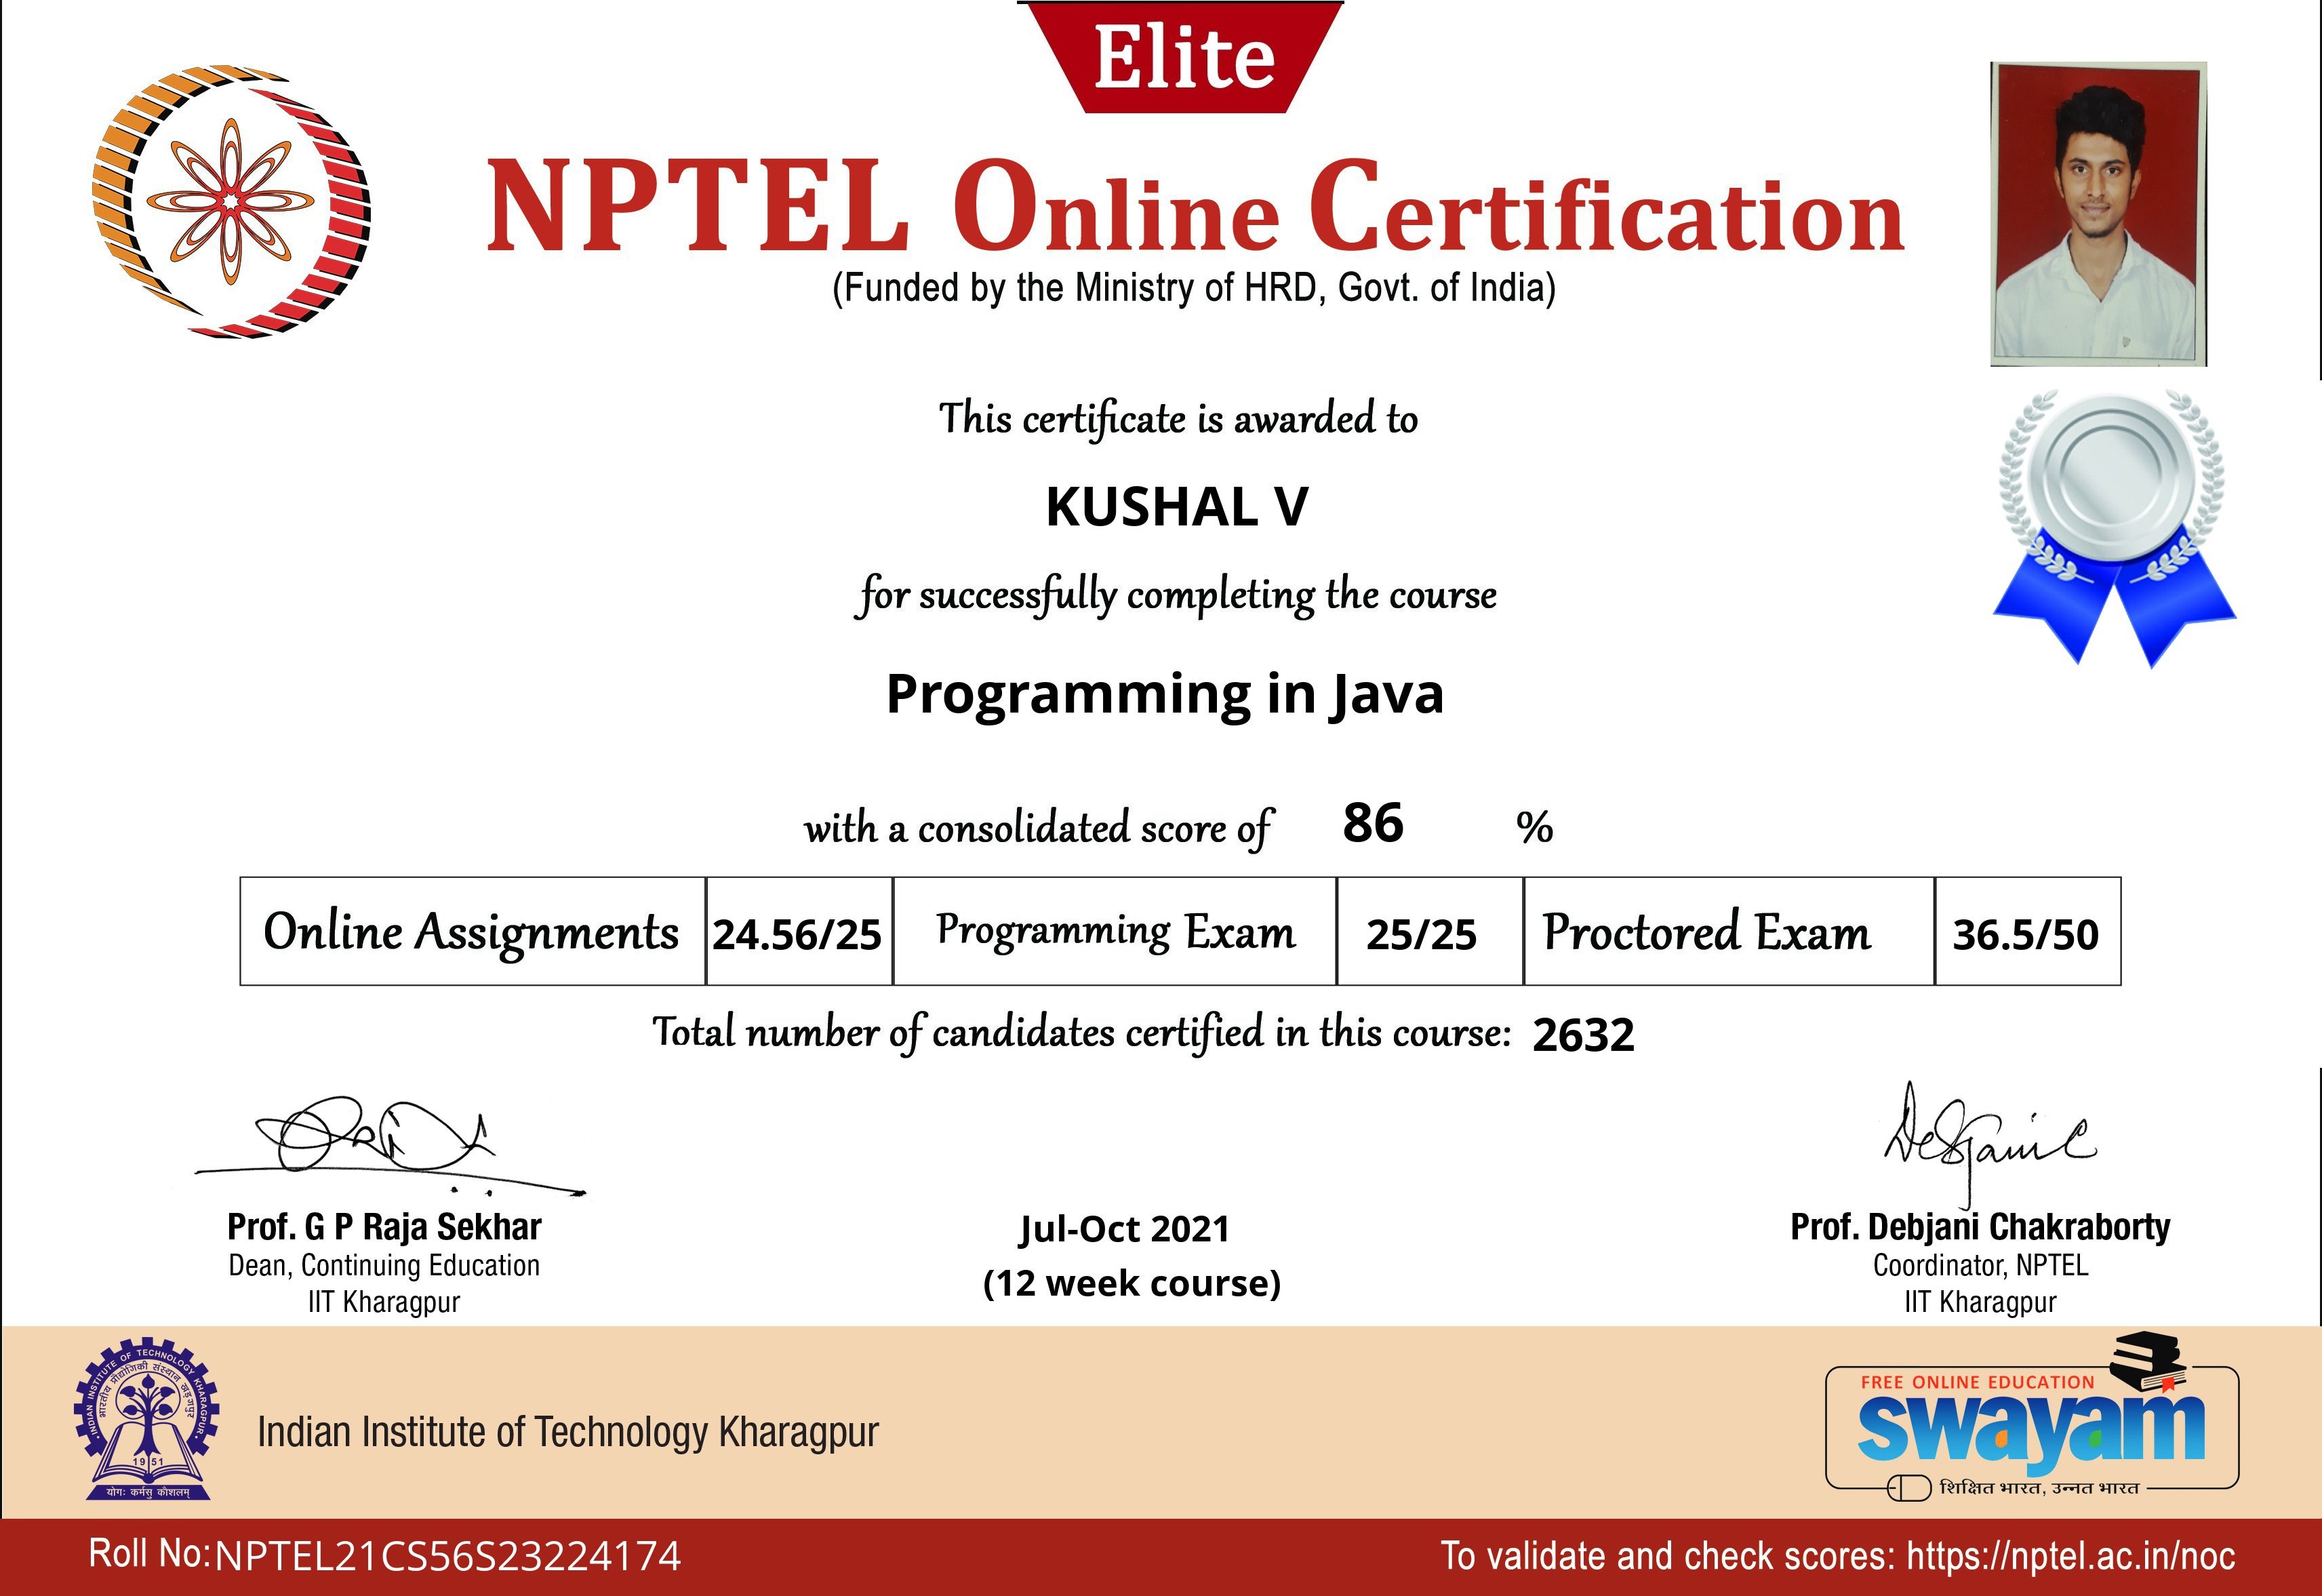 Elite
NPTEL Online Certification
(Funded by the Ministry of HRD, Govt. of India)
This certificate is awarded to
KUSHAL V
for successfully completing the course
Programming in Java
with a consolidated score of 86 %
Online Assignments 24.56/25 Programming Exam 25/25 Proctored Exam 36.5/50
Total number of candidates certified in this course: 2632
Prof. G P Raja Sekhar
Dean, Continuing Education
IIT Kharagpur
Jul-Oct 2021
(12 week course)
Prof. Debjani Chakraborty
Coordinator, NPTEL
IIT Kharagpur
INDIAN INSTITUTE OF TECHNOLOGY KHARAGPUR
भारतीय प्रौद्योगिकी संस्थान खड़गपुर
1951
योगः कर्मसु कौशलम्
Indian Institute of Technology Kharagpur
FREE ONLINE EDUCATION
swayam
शिक्षित भारत, उन्नत भारत
Roll No:NPTEL21CS56S23224174
To validate and check scores: https://nptel.ac.in/noc